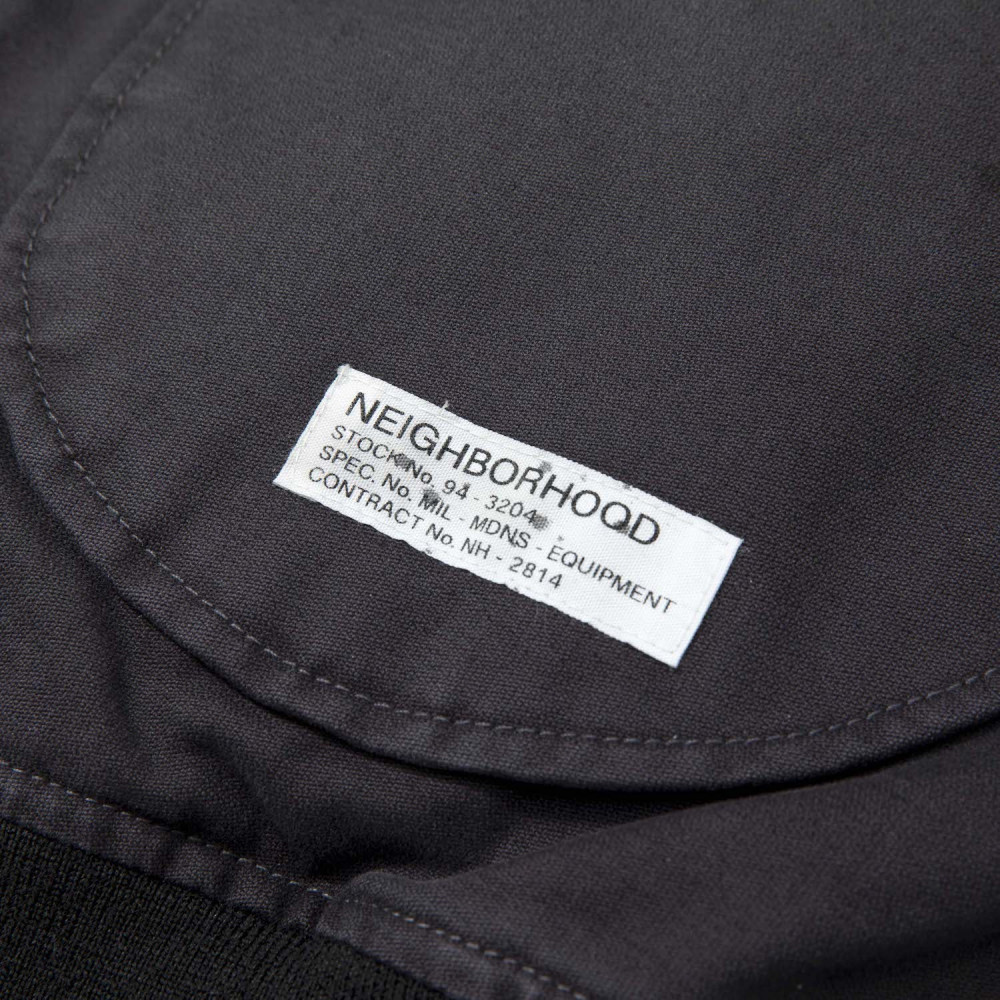 NEIGHBORHOOD
STOCK No. 94 - 3204
SPEC. No. MIL - MDNS - EQUIPMENT
CONTRACT No. NH - 2814